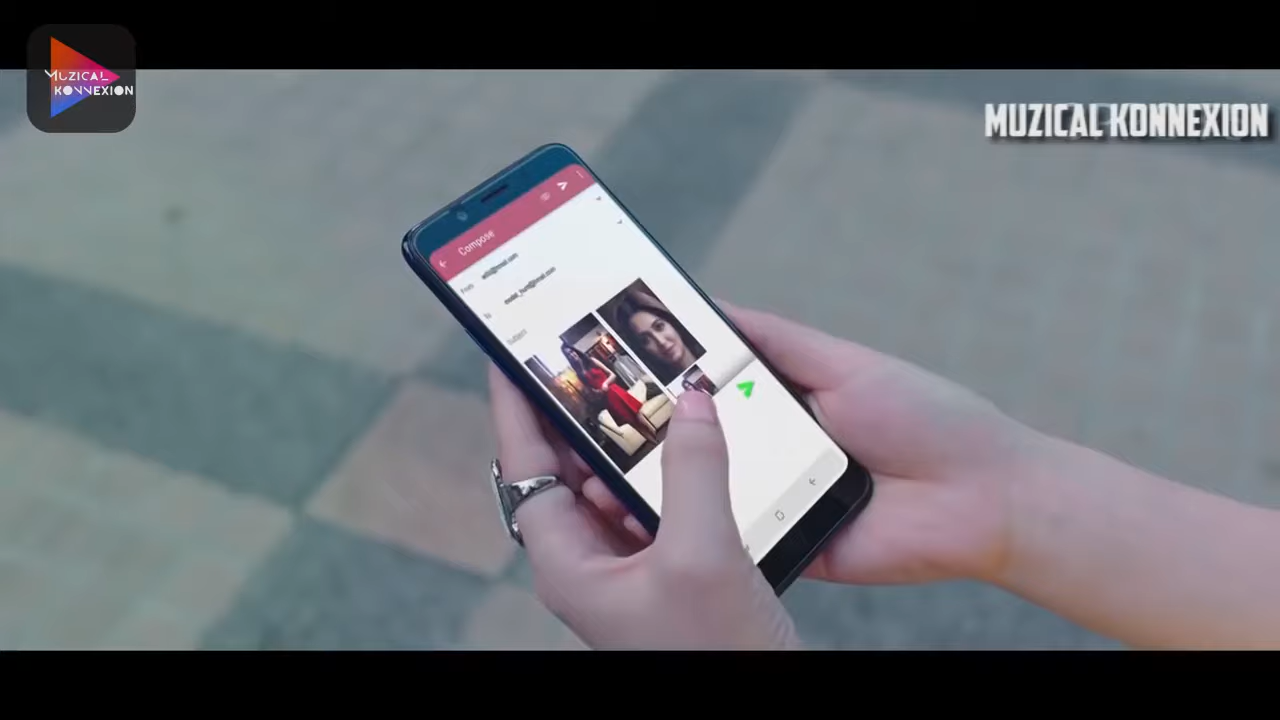 MUZICAL
KONNEXION
MUZICAL KONNEXION
Compose
From
To
Subject